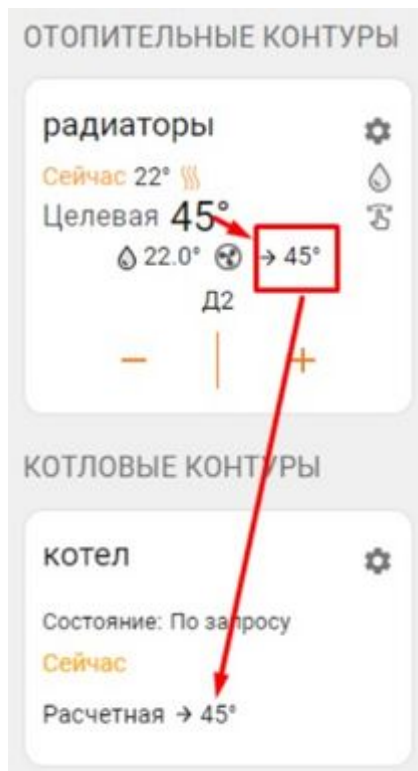 ОТОПИТЕЛЬНЫЕ КОНТУРЫ
радиаторы
Сейчас 22°
Целевая 45°
22.0° → 45°
Д2
− +
КОТЛОВЫЕ КОНТУРЫ
котел
Состояние: По запросу
Сейчас
Расчетная → 45°